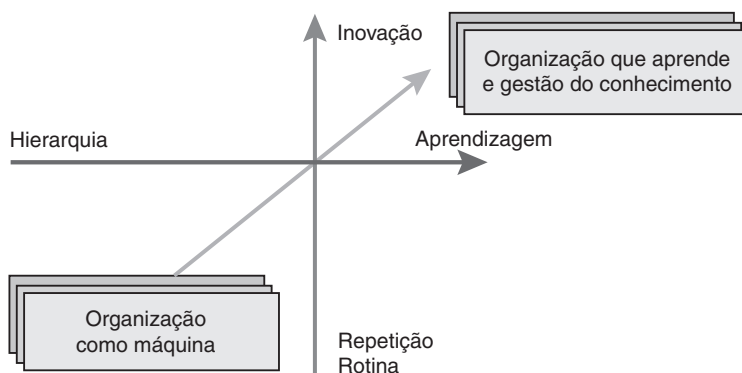 Inovação
Organização que aprende
e gestão do conhecimento
Hierarquia
Aprendizagem
Organização
como máquina
Repetição
Rotina